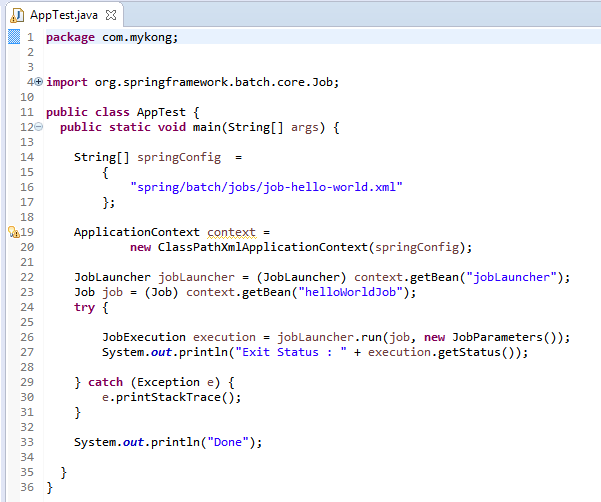 AppTest.java
1 package com.mykong;
2
3
4 import org.springframework.batch.core.Job;
10
11 public class AppTest {
12 public static void main(String[] args) {
13
14 String[] springConfig =
15 {
16 "spring/batch/jobs/job-hello-world.xml"
17 };
18
19 ApplicationContext context =
20 new ClassPathXmlApplicationContext(springConfig);
21
22 JobLauncher jobLauncher = (JobLauncher) context.getBean("jobLauncher");
23 Job job = (Job) context.getBean("helloWorldJob");
24 try {
25
26 JobExecution execution = jobLauncher.run(job, new JobParameters());
27 System.out.println("Exit Status : " + execution.getStatus());
28
29 } catch (Exception e) {
30 e.printStackTrace();
31 }
32
33 System.out.println("Done");
34
35 }
36 }